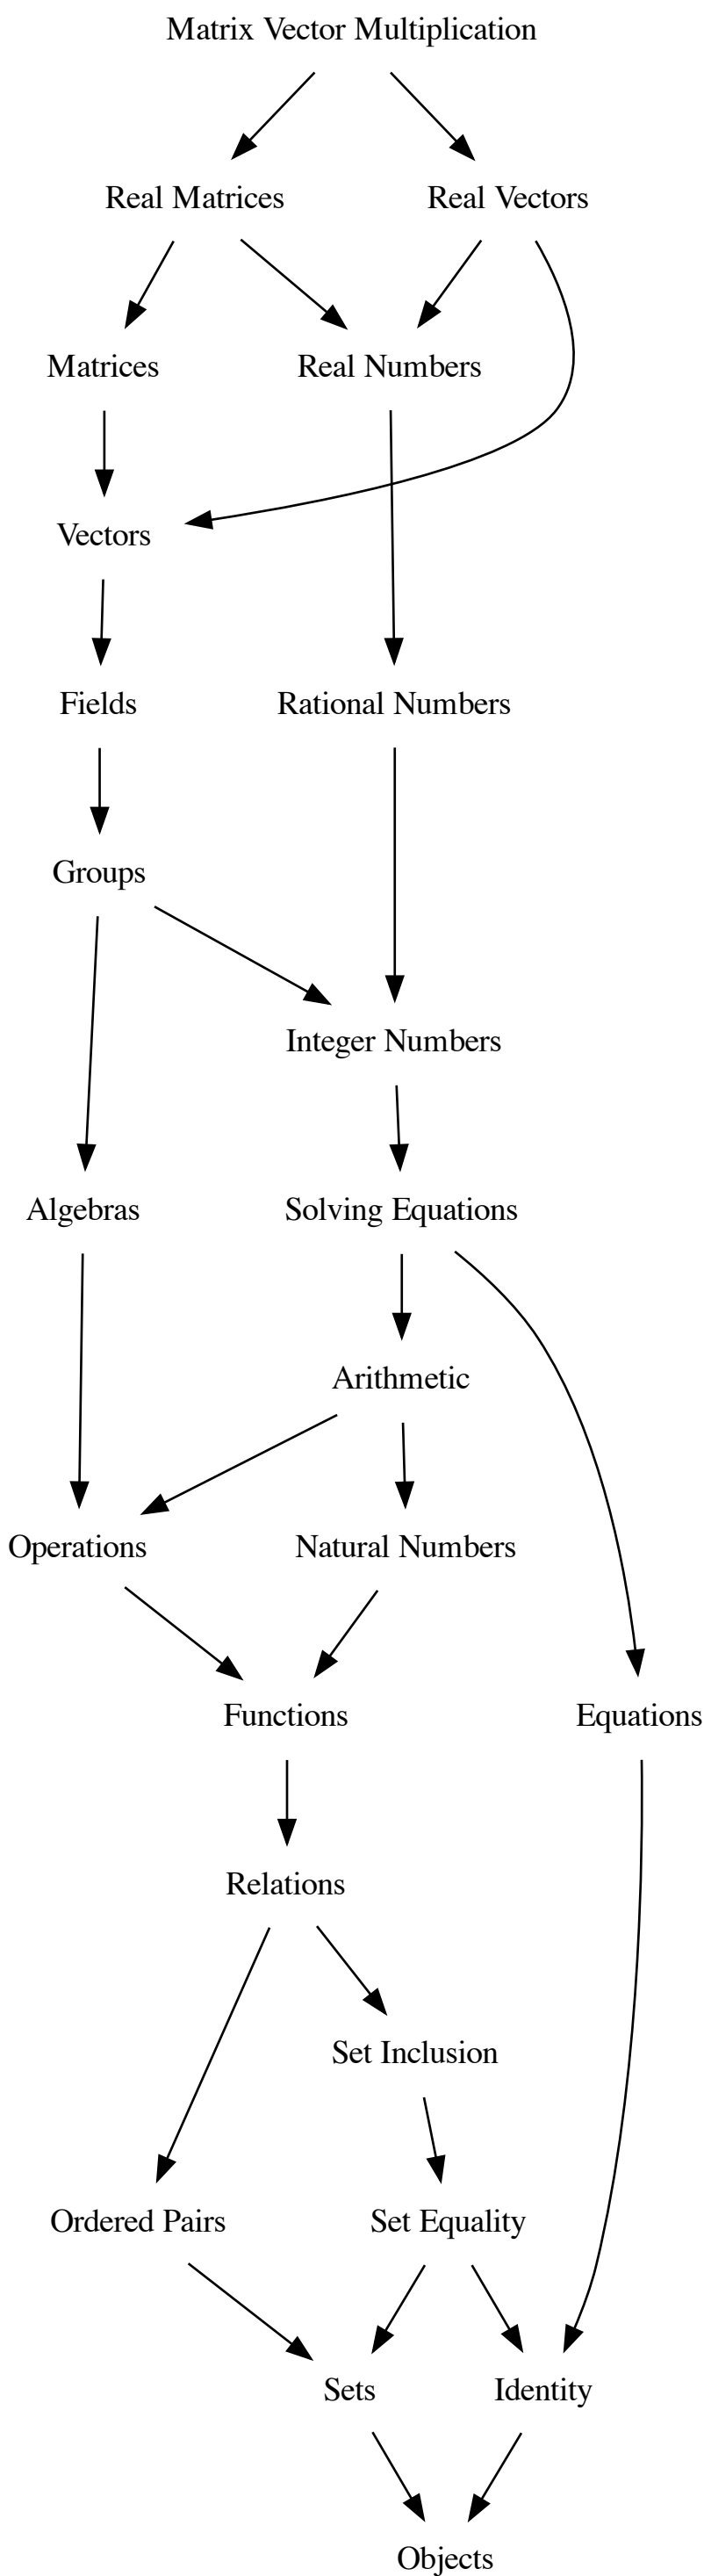 Matrix Vector Multiplication
Real Matrices
Real Vectors
Matrices
Real Numbers
Vectors
Fields
Rational Numbers
Groups
Integer Numbers
Algebras
Solving Equations
Arithmetic
Operations
Natural Numbers
Functions
Equations
Relations
Set Inclusion
Ordered Pairs
Set Equality
Sets
Identity
Objects